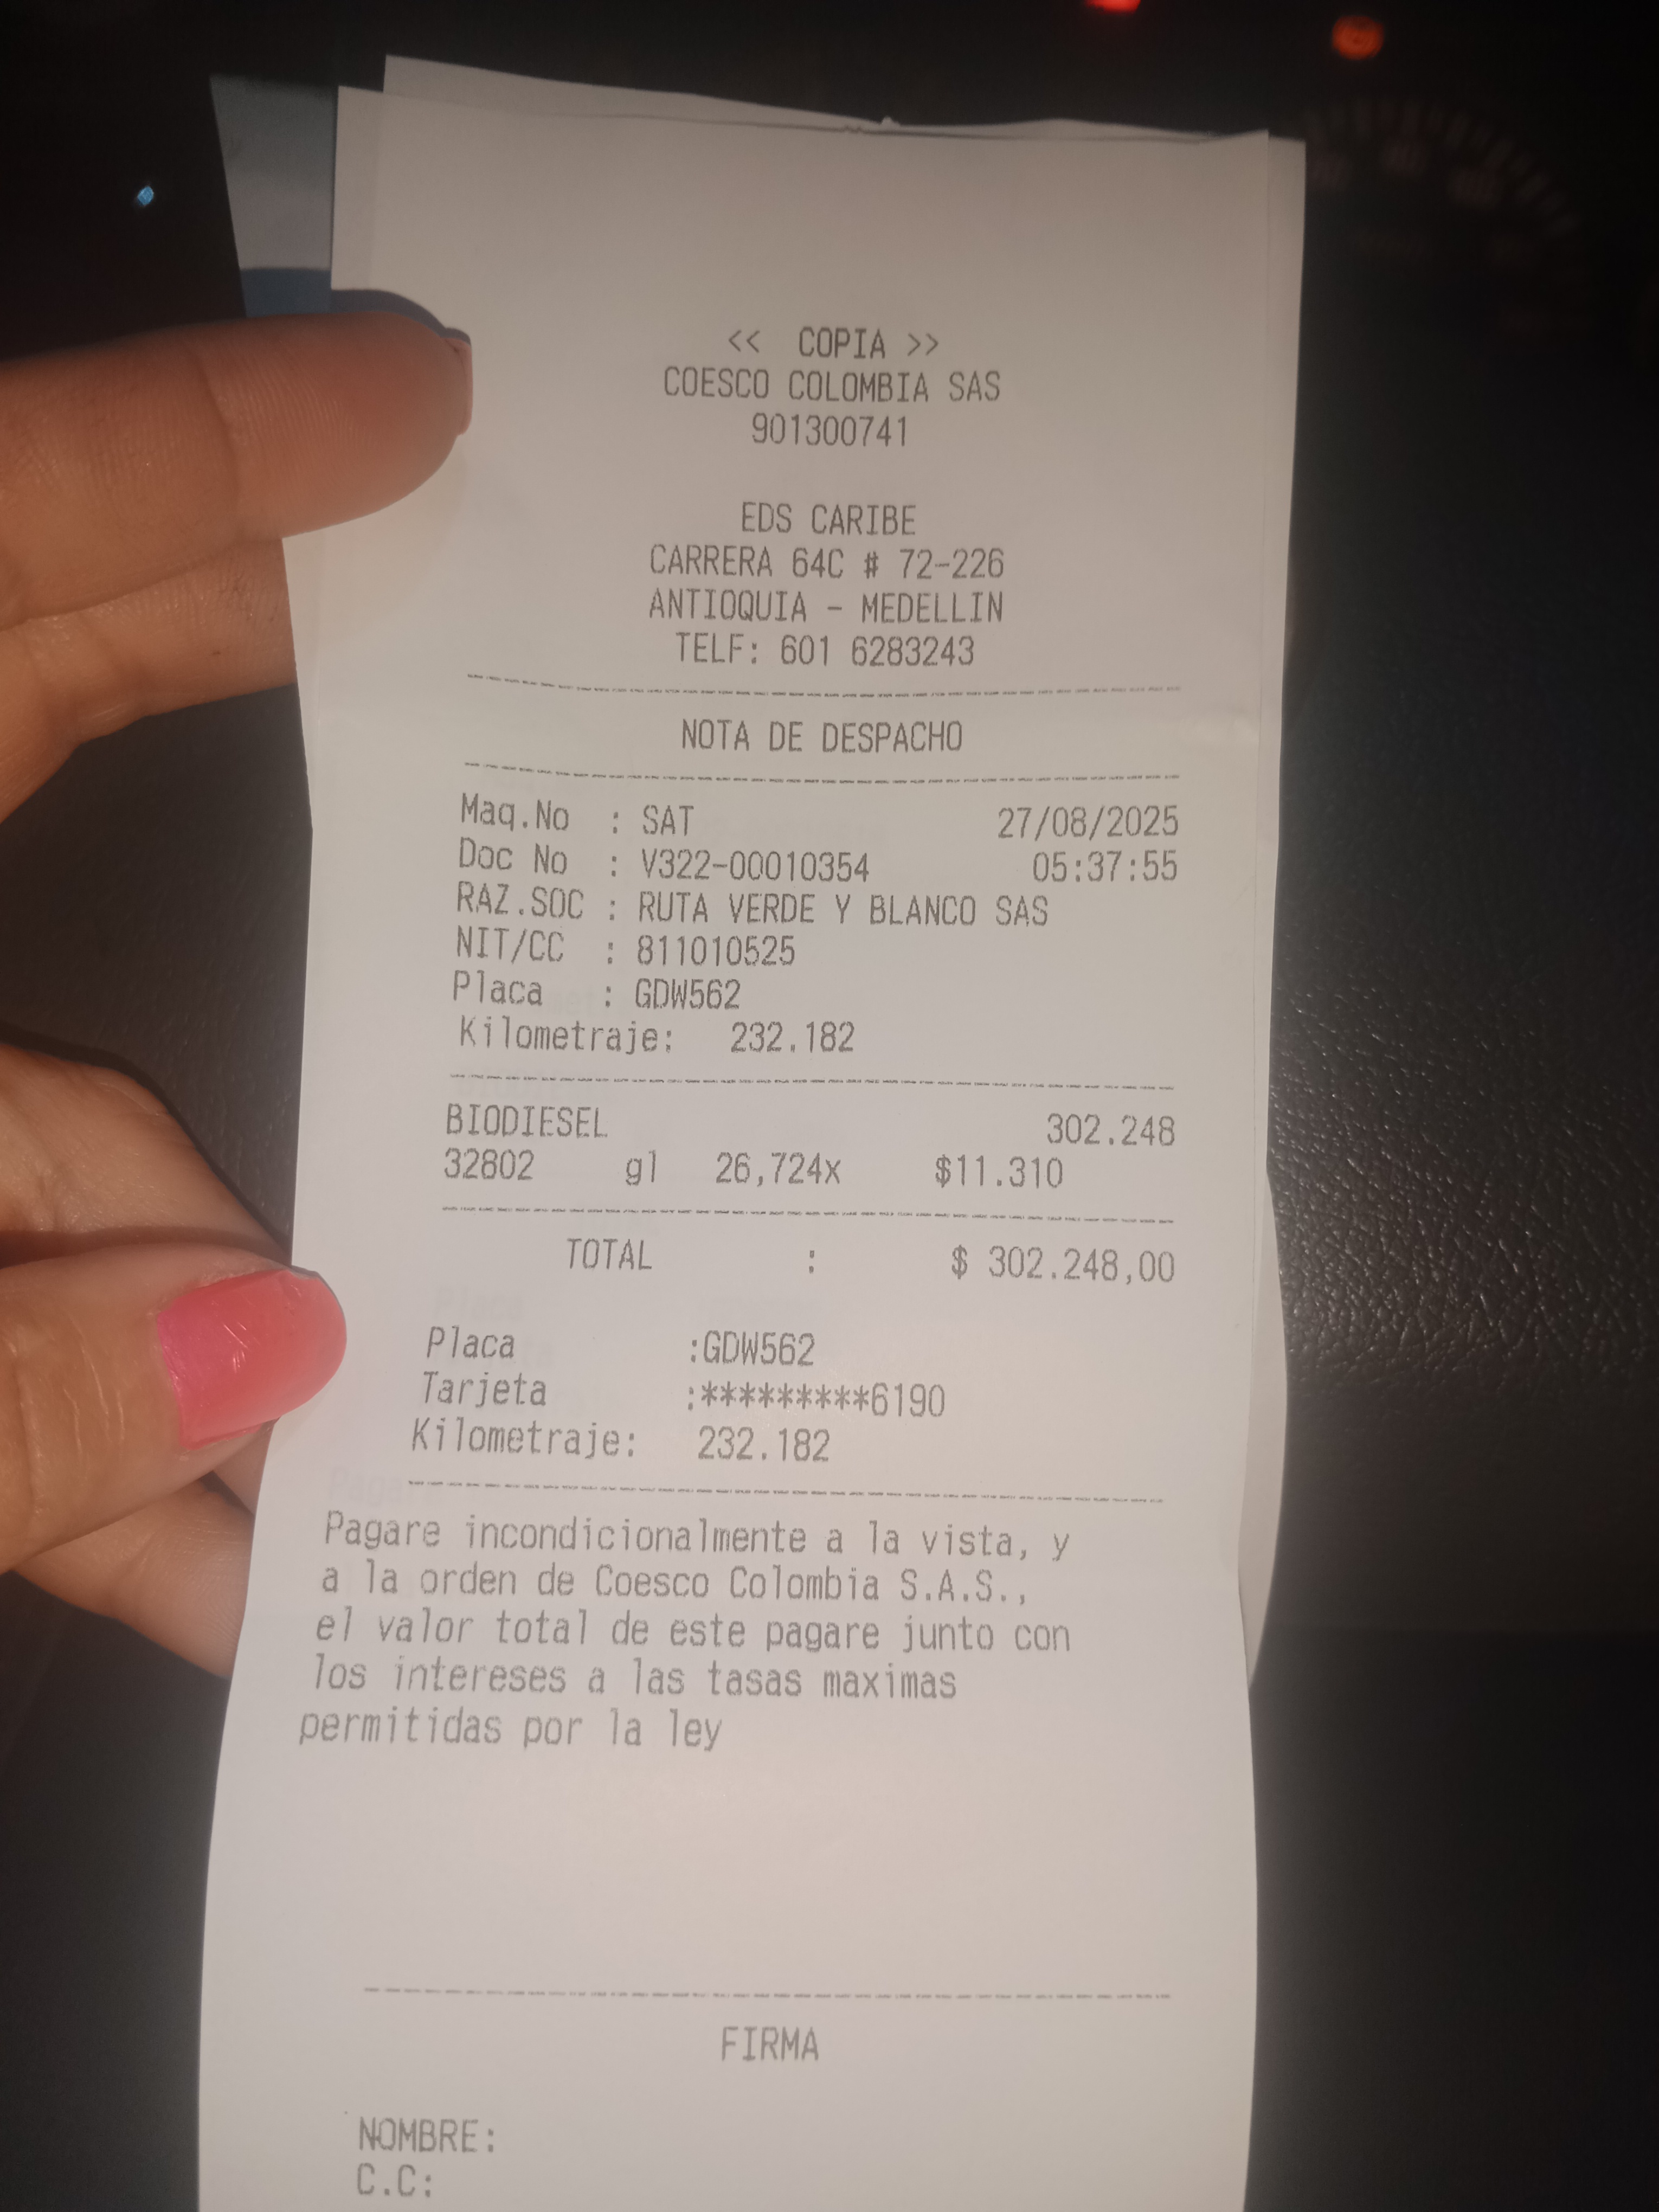 << COPIA >>
COESCO COLOMBIA SAS
901300741
EDS CARIBE
CARRERA 64C # 72-226
ANTIOQUIA - MEDELLIN
TELF: 601 6283243
NOTA DE DESPACHO
Maq.No : SAT 27/08/2025
Doc No : V322-00010354 05:37:55
RAZ.SOC : RUTA VERDE Y BLANCO SAS
NIT/CC : 811010525
Placa : GDW562
Kilometraje: 232.182
BIODIESEL 302.248
32802 gl 26,724x $11.310
TOTAL : $ 302.248,00
Placa :GDW562
Tarjeta :*********6190
Kilometraje: 232.182
Pagare incondicionalmente a la vista, y
a la orden de Coesco Colombia S.A.S.,
el valor total de este pagare junto con
los intereses a las tasas maximas
permitidas por la ley
FIRMA
NOMBRE:
C.C: